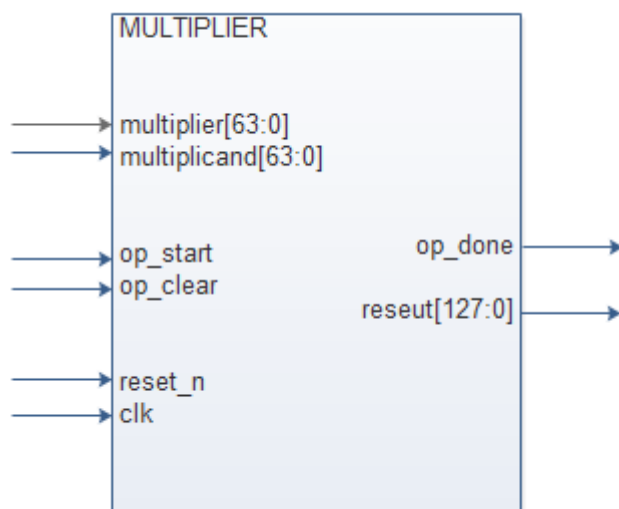 MULTIPLIER
multiplier[63:0]
multiplicand[63:0]
op_start
op_clear
op_done
reseut[127:0]
reset_n
clk